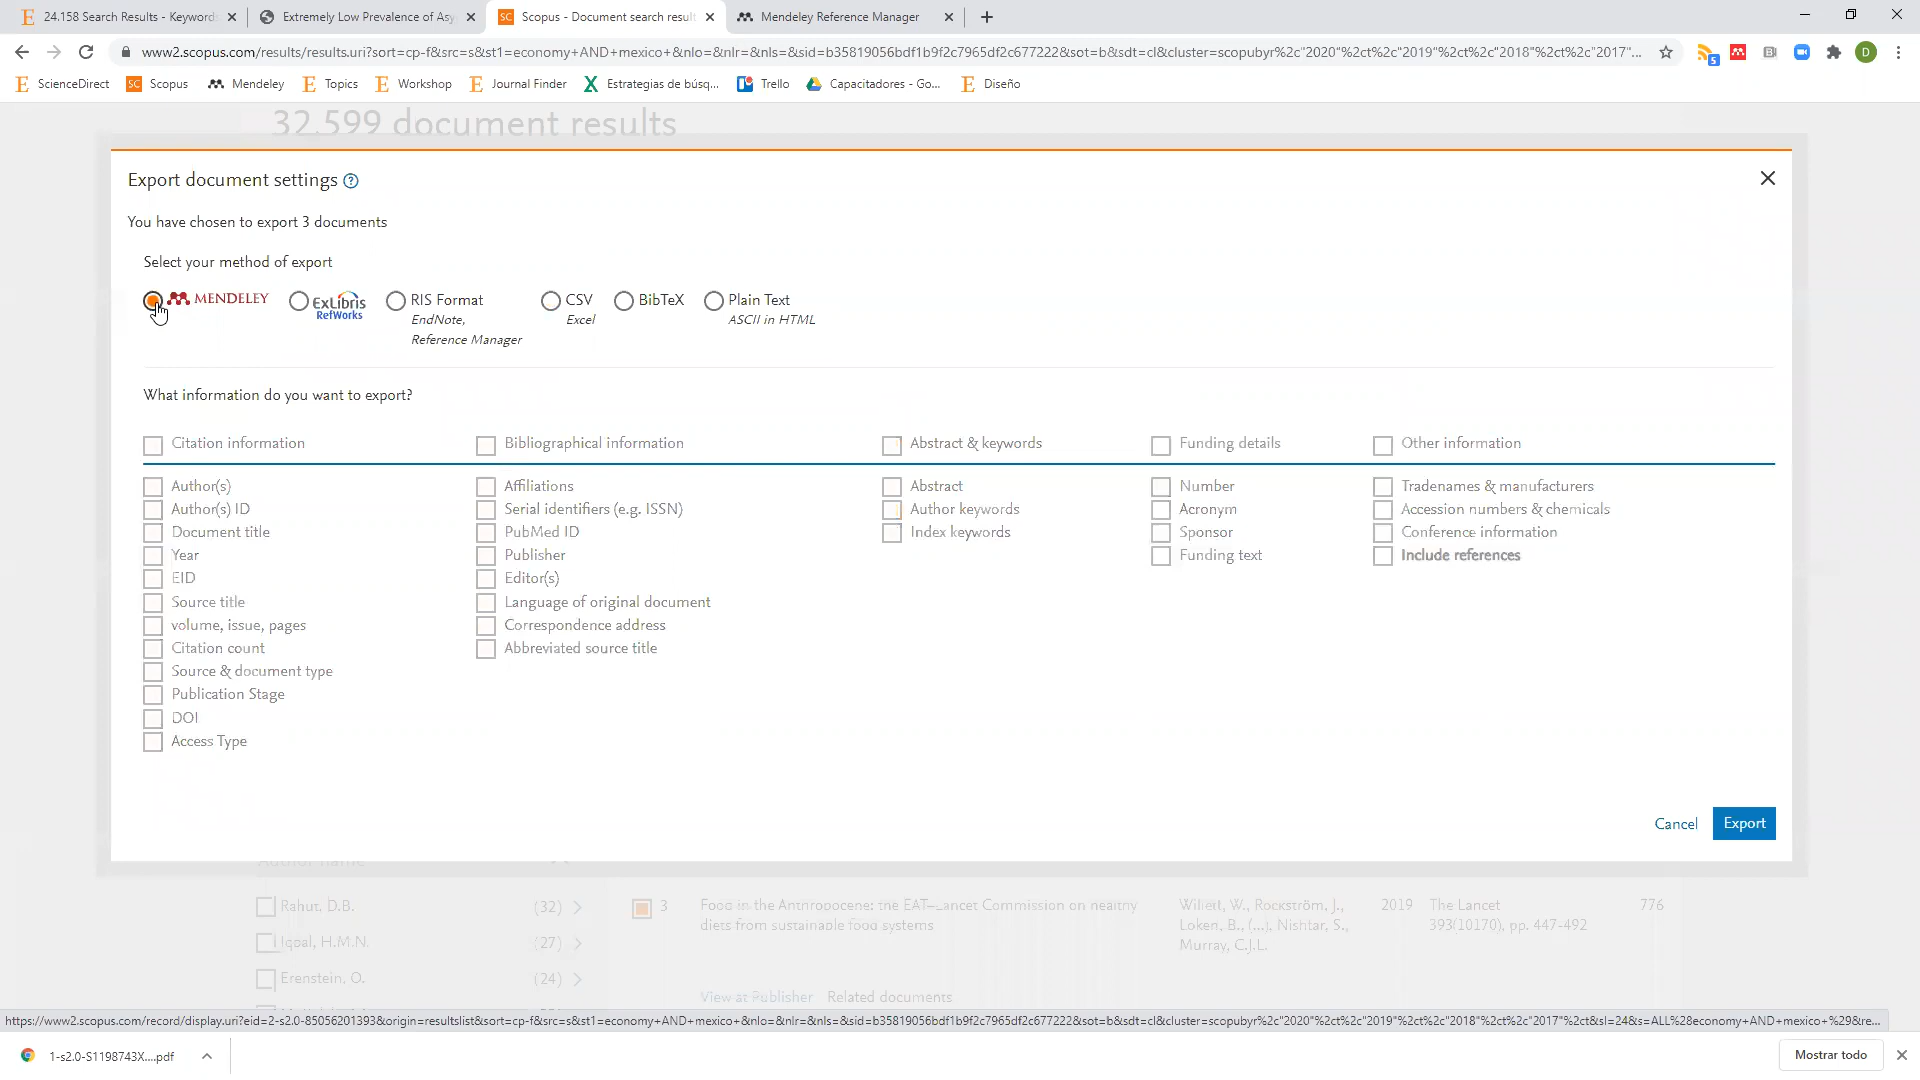 24.158 Search Results - Keywords
Extremely Low Prevalence of Asy
SC Scopus - Document search result
Mendeley Reference Manager
www2.scopus.com/results/results.uri?sort=cp-f&src=s&st1=economy+AND+mexico+&nlo=&nlr=&nls=&sid=b35819056bdf1b9f2c7965df2c677222&sot=b&sdt=cl&cluster=scopubyr%2c"2020"%2ct%2c"2019"%2ct%2c"2018"%2ct%2c"2017"...
5
D
ScienceDirect
SC Scopus
Mendeley
Topics
Workshop
Journal Finder
Estrategias de búsq...
Trello
Capacitadores - Go...
Diseño
32,599 document results
Export document settings ?
You have chosen to export 3 documents
Select your method of export
MENDELEY
ExLibris
RefWorks
RIS Format
EndNote,
Reference Manager
CSV
Excel
BibTeX
Plain Text
ASCII in HTML
What information do you want to export?
Citation information
Author(s)
Author(s) ID
Document title
Year
EID
Source title
volume, issue, pages
Citation count
Source & document type
Publication Stage
DOI
Access Type
Bibliographical information
Affiliations
Serial identifiers (e.g. ISSN)
PubMed ID
Publisher
Editor(s)
Language of original document
Correspondence address
Abbreviated source title
Abstract & keywords
Abstract
Author keywords
Index keywords
Funding details
Number
Acronym
Sponsor
Funding text
Other information
Tradenames & manufacturers
Accession numbers & chemicals
Conference information
Include references
Cancel
Export
Author name
Rahut, D.B. (32)
Iqbal, H.M.N. (27)
Erenstein, O. (24)
3
Food in the Anthropocene: the EAT–Lancet Commission on healthy
diets from sustainable food systems
Willett, W., Rockström, J.,
Loken, B., (...), Nishtar, S.,
Murray, C.J.L.
2019
The Lancet
393(10170), pp. 447-492
776
View at Publisher
Related documents
https://www2.scopus.com/record/display.uri?eid=2-s2.0-85056201393&origin=resultslist&sort=cp-f&src=s&st1=economy+AND+mexico+&nlo=&nlr=&nls=&sid=b35819056bdf1b9f2c7965df2c677222&sot=b&sdt=cl&cluster=scopubyr%2c"2020"%2ct%2c"2019"%2ct%2c"2018"%2ct%2c"2017"%2ct&sl=24&s=ALL%28economy+AND+mexico+%29&re...
1-s2.0-S1198743X....pdf
Mostrar todo